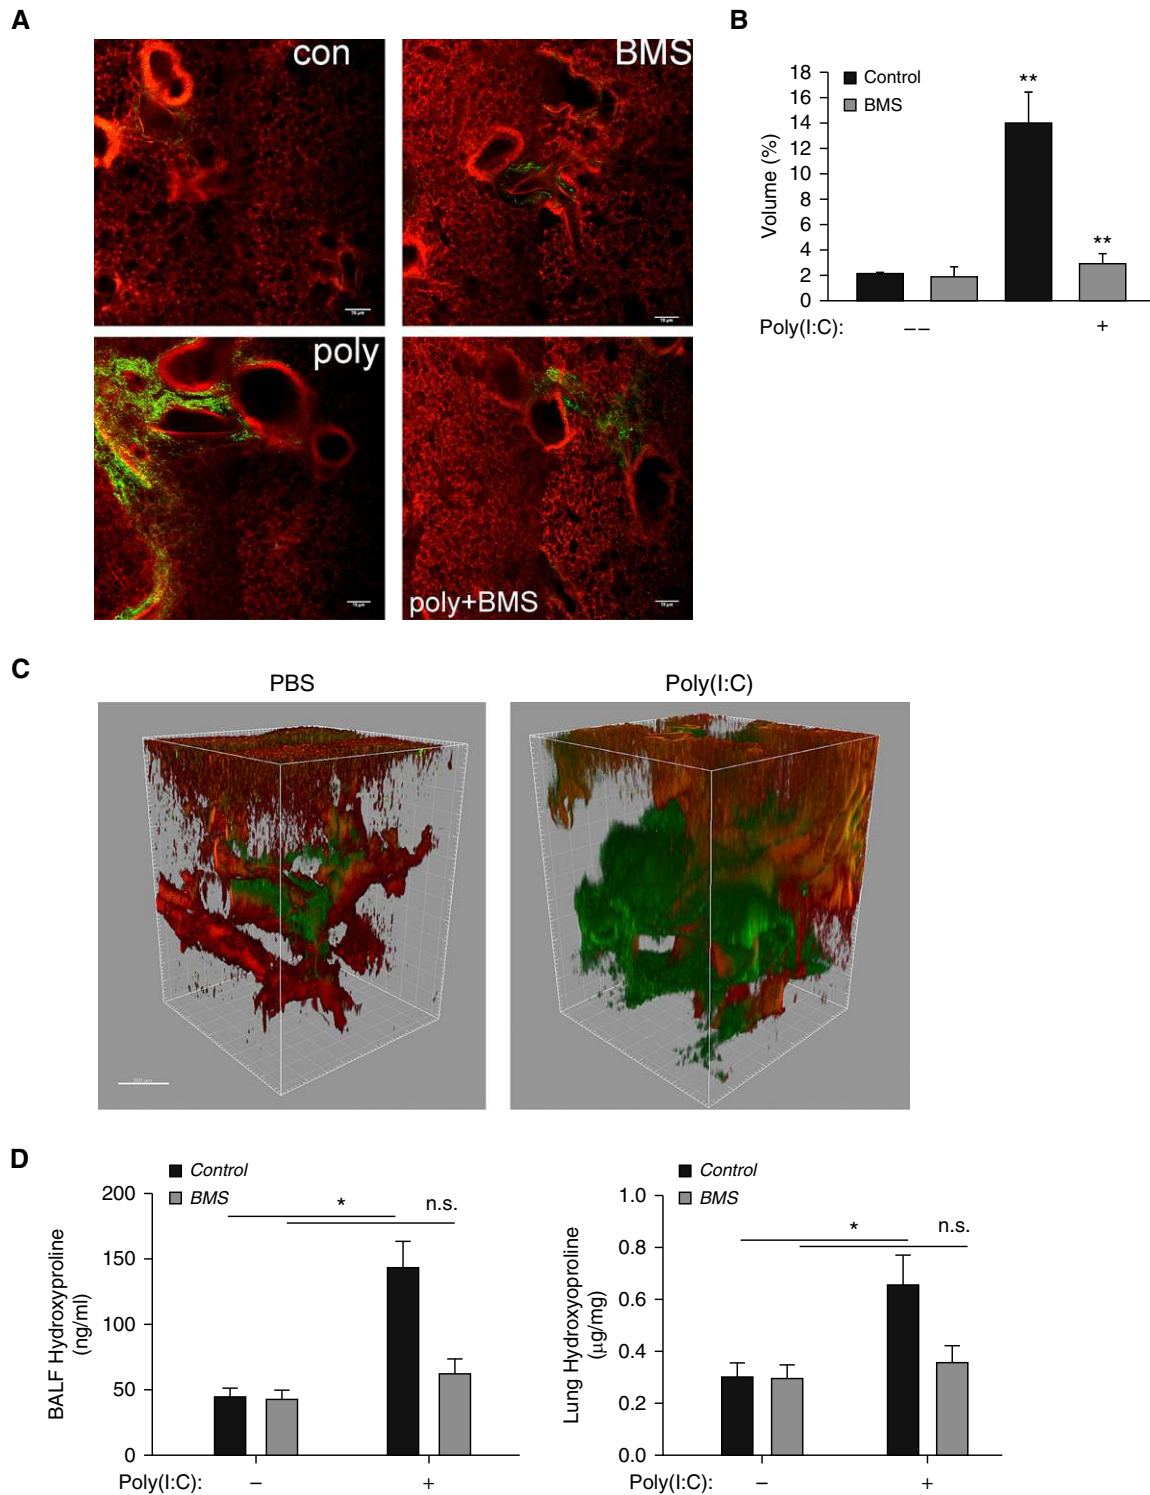 A
con
BMS
poly
poly+BMS
B
Control
BMS
18
16
14
12
10
8
6
4
2
0
Volume (%)
**
**
Poly(I:C):
––
+
C
PBS
Poly(I:C)
D
Control
BMS
200
150
100
50
0
BALF Hydroxyproline
(ng/ml)
*
n.s.
Poly(I:C):
–
+
Control
BMS
1.0
0.8
0.6
0.4
0.2
0.0
Lung Hydroxyoproline
(μg/mg)
*
n.s.
Poly(I:C):
–
+